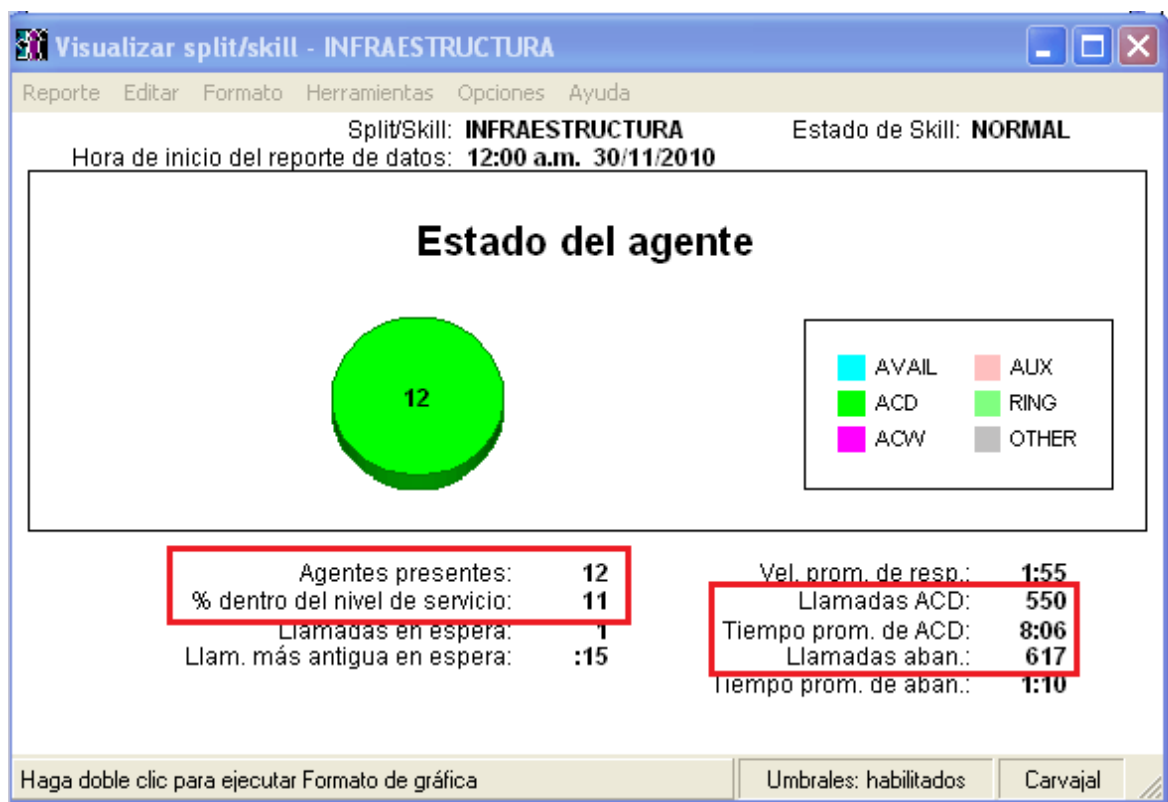 Visualizar split/skill - INFRAESTRUCTURA
Reporte Editar Formato Herramientas Opciones Ayuda
Split/Skill: INFRAESTRUCTURA Estado de Skill: NORMAL
Hora de inicio del reporte de datos: 12:00 a.m. 30/11/2010
Estado del agente
12
AVAIL AUX
ACD RING
ACW OTHER
Agentes presentes: 12 Vel. prom. de resp.: 1:55
% dentro del nivel de servicio: 11 Llamadas ACD: 550
Llamadas en espera: 1 Tiempo prom. de ACD: 8:06
Llam. más antigua en espera: :15 Llamadas aban.: 617
Tiempo prom. de aban.: 1:10
Haga doble clic para ejecutar Formato de gráfica Umbrales: habilitados Carvajal